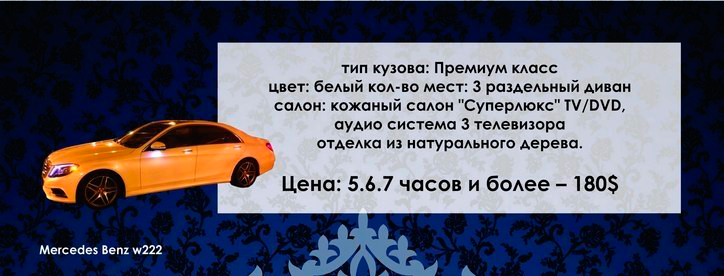 тип кузова: Премиум класс
цвет: белый кол-во мест: 3 раздельный диван
салон: кожаный салон "Суперлюкс" TV/DVD,
аудио система 3 телевизора
отделка из натурального дерева.
Цена: 5.6.7 часов и более – 180$
Mercedes Benz w222